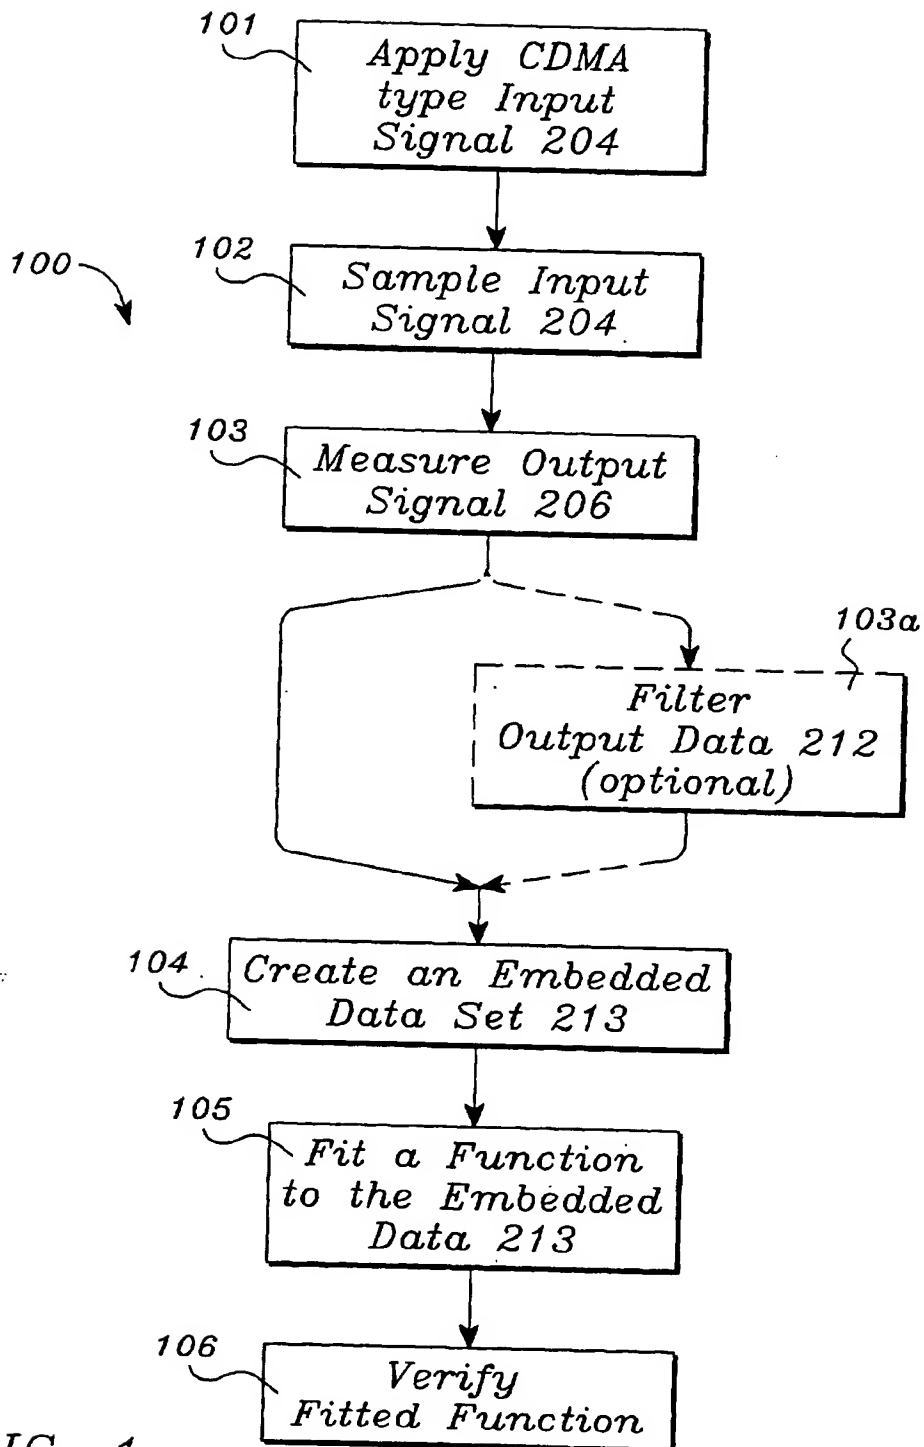 101
Apply CDMA
type Input
Signal 204
100
102
Sample Input
Signal 204
103
Measure Output
Signal 206
103a
Filter
Output Data 212
(optional)
104
Create an Embedded
Data Set 213
105
Fit a Function
to the Embedded
Data 213
106
Verify
Fitted Function